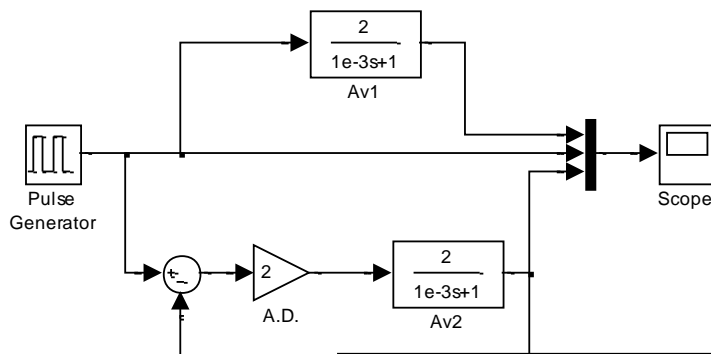 2
1e-3s+1
Av1
Pulse
Generator
Scope
+
-
2
A.D.
2
1e-3s+1
Av2